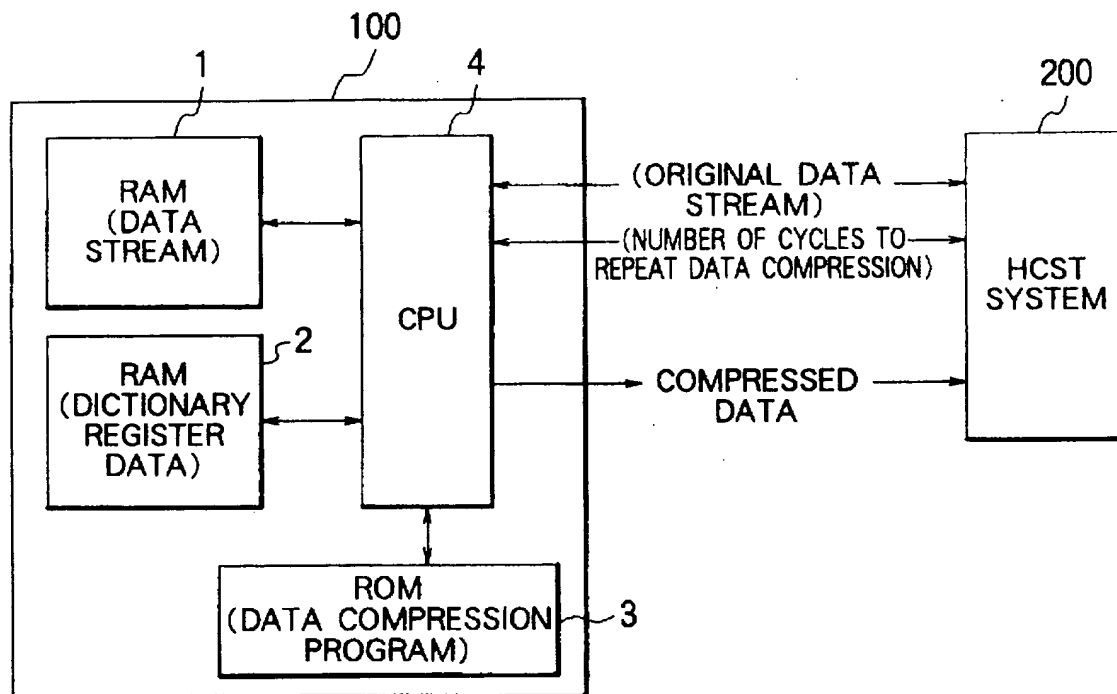 100
1
4
200
RAM
(DATA
STREAM)
CPU
(ORIGINAL DATA
STREAM)
(NUMBER OF CYCLES TO
REPEAT DATA COMPRESSION)
HCST
SYSTEM
2
RAM
(DICTIONARY
REGISTER
DATA)
COMPRESSED
DATA
ROM
(DATA COMPRESSION
PROGRAM)
3